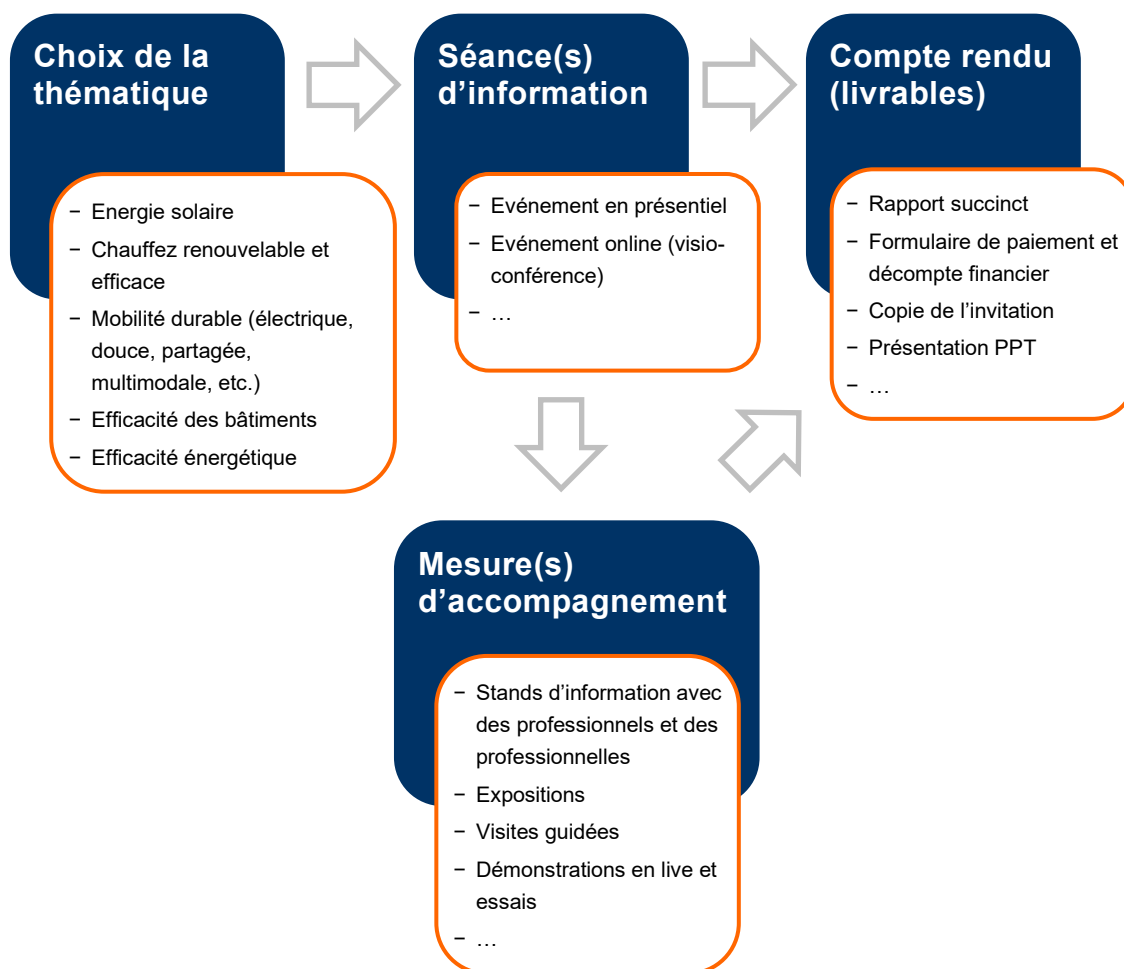 Choix de la
thématique
− Energie solaire
− Chauffez renouvelable et
efficace
− Mobilité durable (électrique,
douce, partagée,
multimodale, etc.)
− Efficacité des bâtiments
− Efficacité énergétique
Séance(s)
d’information
− Evénement en présentiel
− Evénement online (visio-
conférence)
− …
Compte rendu
(livrables)
− Rapport succinct
− Formulaire de paiement et
décompte financier
− Copie de l’invitation
− Présentation PPT
− …
Mesure(s)
d’accompagnement
− Stands d’information avec
des professionnels et des
professionnelles
− Expositions
− Visites guidées
− Démonstrations en live et
essais
− …